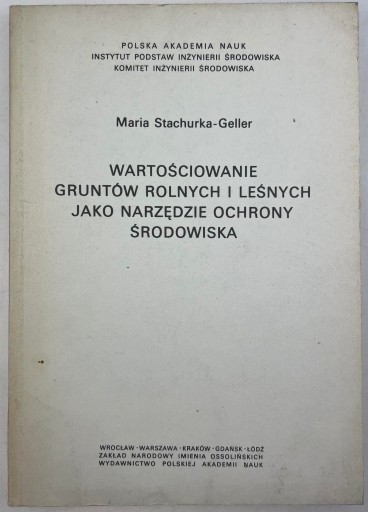 POLSKA AKADEMIA NAUK
INSTYTUT PODSTAW INŻYNIERII ŚRODOWISKA
KOMITET INŻYNIERII ŚRODOWISKA
Maria Stachurka-Geller
WARTOŚCIOWANIE
GRUNTÓW ROLNYCH I LEŚNYCH
JAKO NARZĘDZIE OCHRONY
ŚRODOWISKA
WROCŁAW · WARSZAWA · KRAKÓW · GDAŃSK · ŁÓDŹ
ZAKŁAD NARODOWY IMIENIA OSSOLIŃSKICH
WYDAWNICTWO POLSKIEJ AKADEMII NAUK